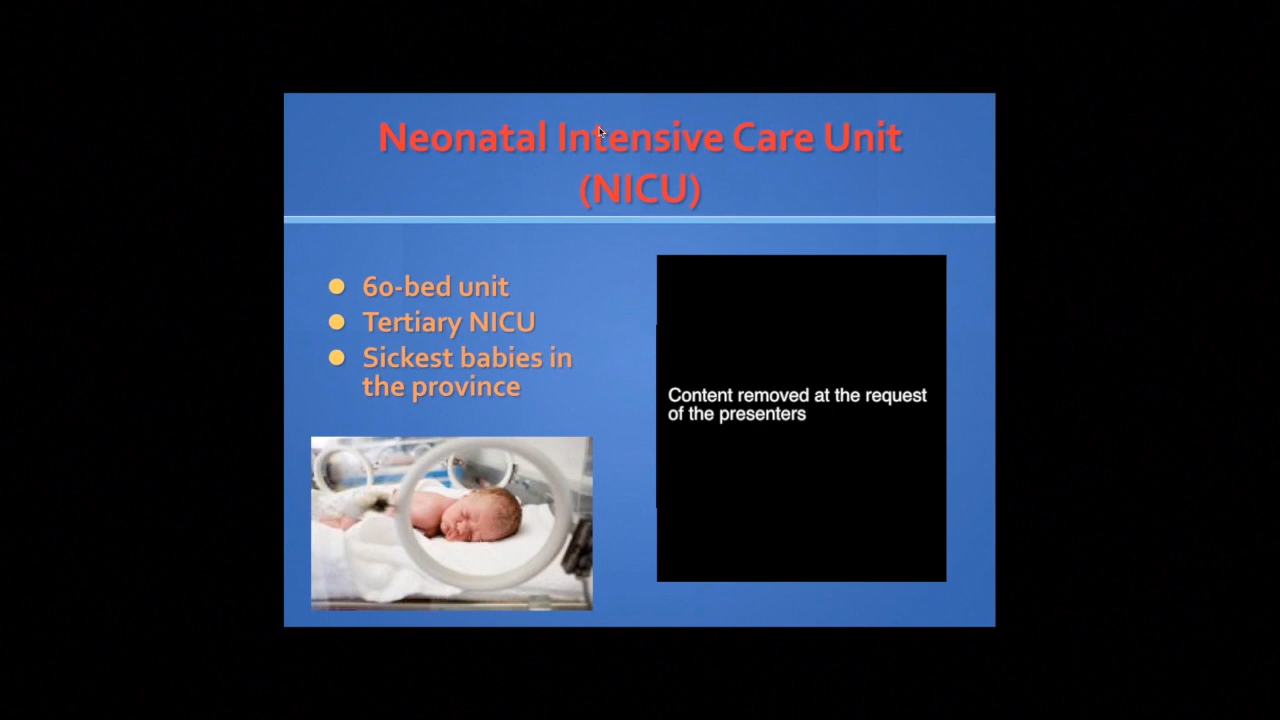 Neonatal Intensive Care Unit
(NICU)
60-bed unit
Tertiary NICU
Sickest babies in
the province
Content removed at the request
of the presenters